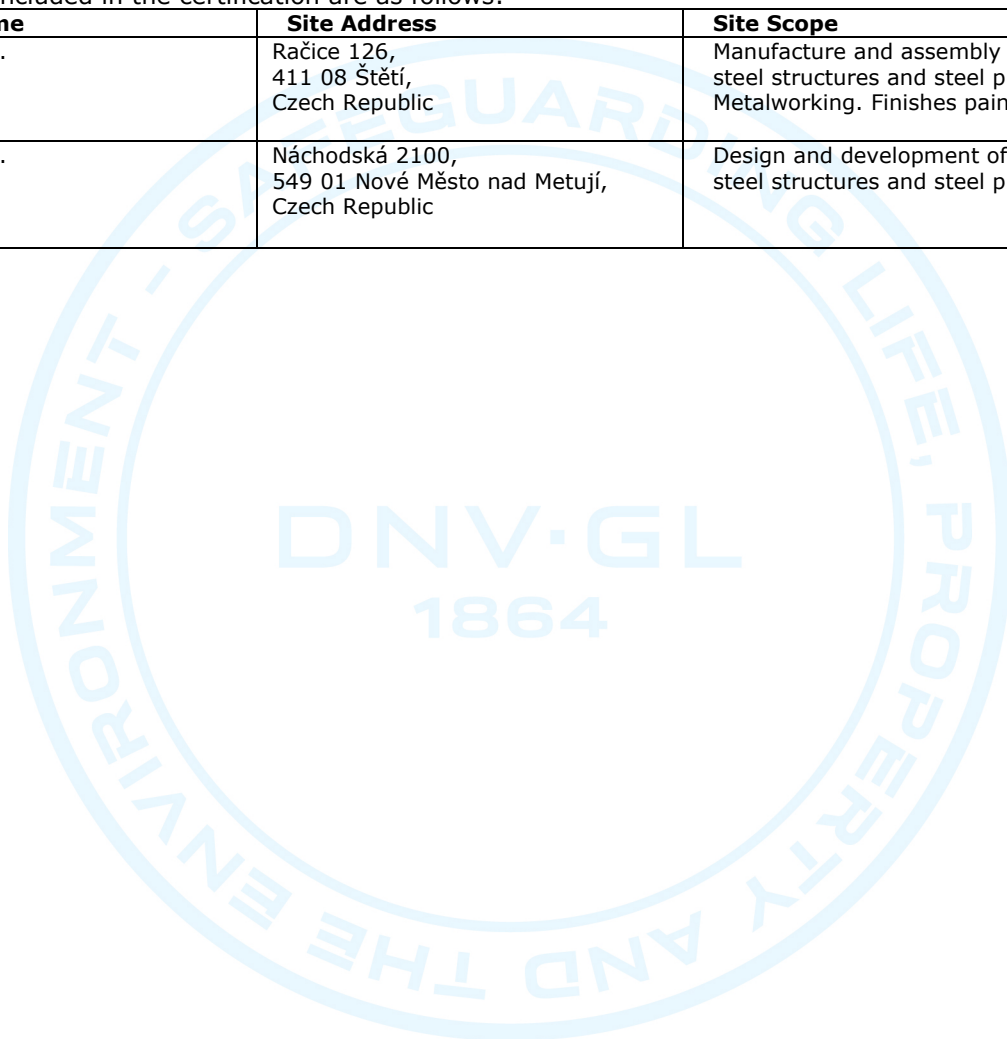 included in the certification are as follows:
Site Address
Site Scope
Račice 126,
411 08 Štětí,
Czech Republic
Manufacture and assembly
steel structures and steel
Metalworking. Finishes
Náchodská 2100,
549 01 Nové Město nad Metují,
Czech Republic
Design and development of
steel structures and steel
DNV·GL
1864
SAFEGUARDING LIFE, PROPERTY AND THE ENVIRONMENT -